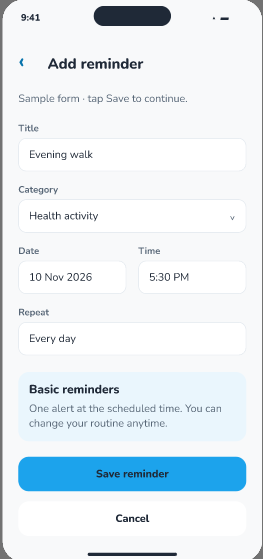 9:41
Add reminder
Sample form · tap Save to continue.
Title
Evening walk
Category
Health activity
Date Time
10 Nov 2026 5:30 PM
Repeat
Every day
Basic reminders
One alert at the scheduled time. You can
change your routine anytime.
Save reminder
Cancel